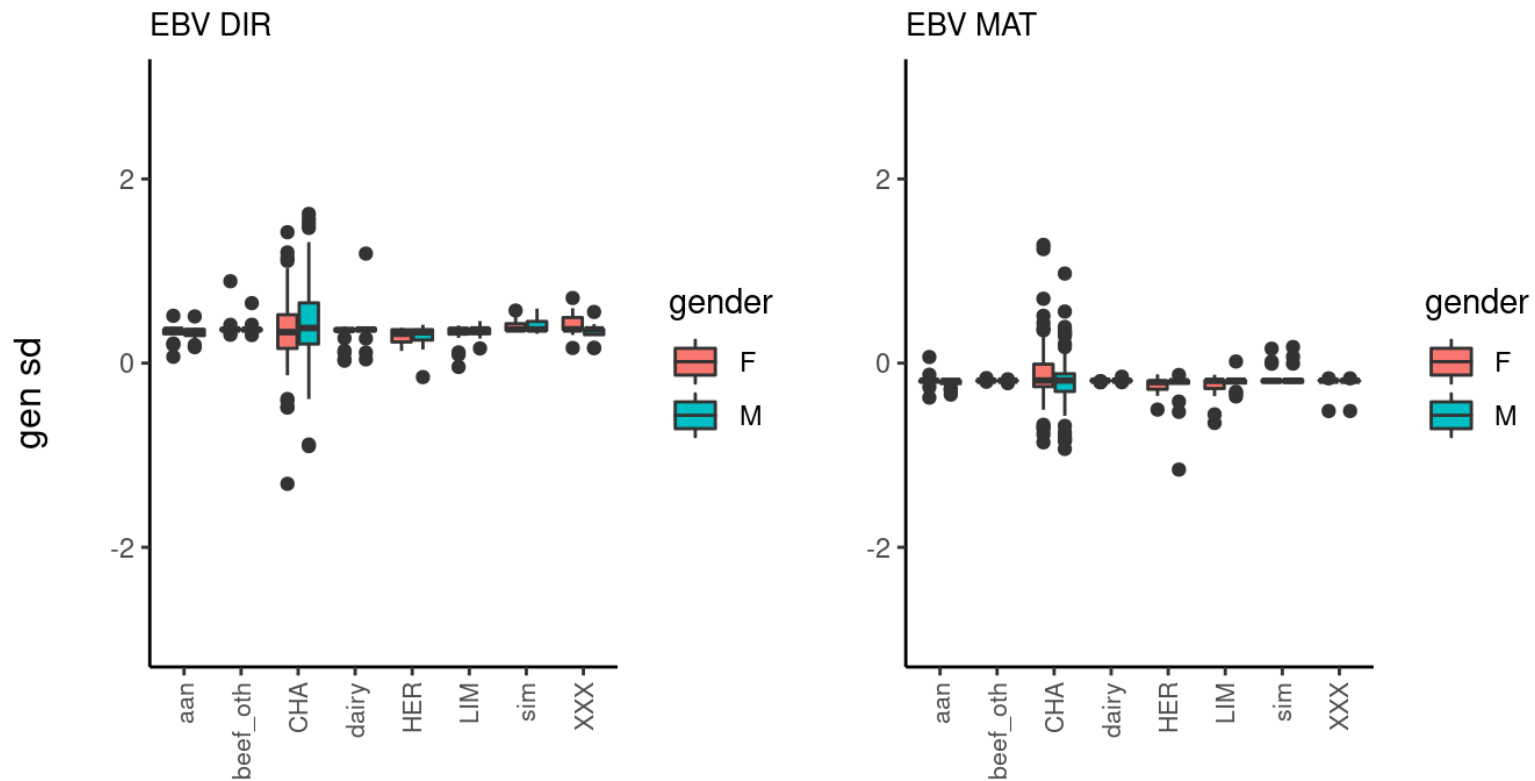 EBV DIR
gen sd
2
0
-2
aan
beef_oth
CHA
dairy
HER
LIM
sim
XXX
gender
F
M
EBV MAT
2
0
-2
aan
beef_oth
CHA
dairy
HER
LIM
sim
XXX
gender
F
M